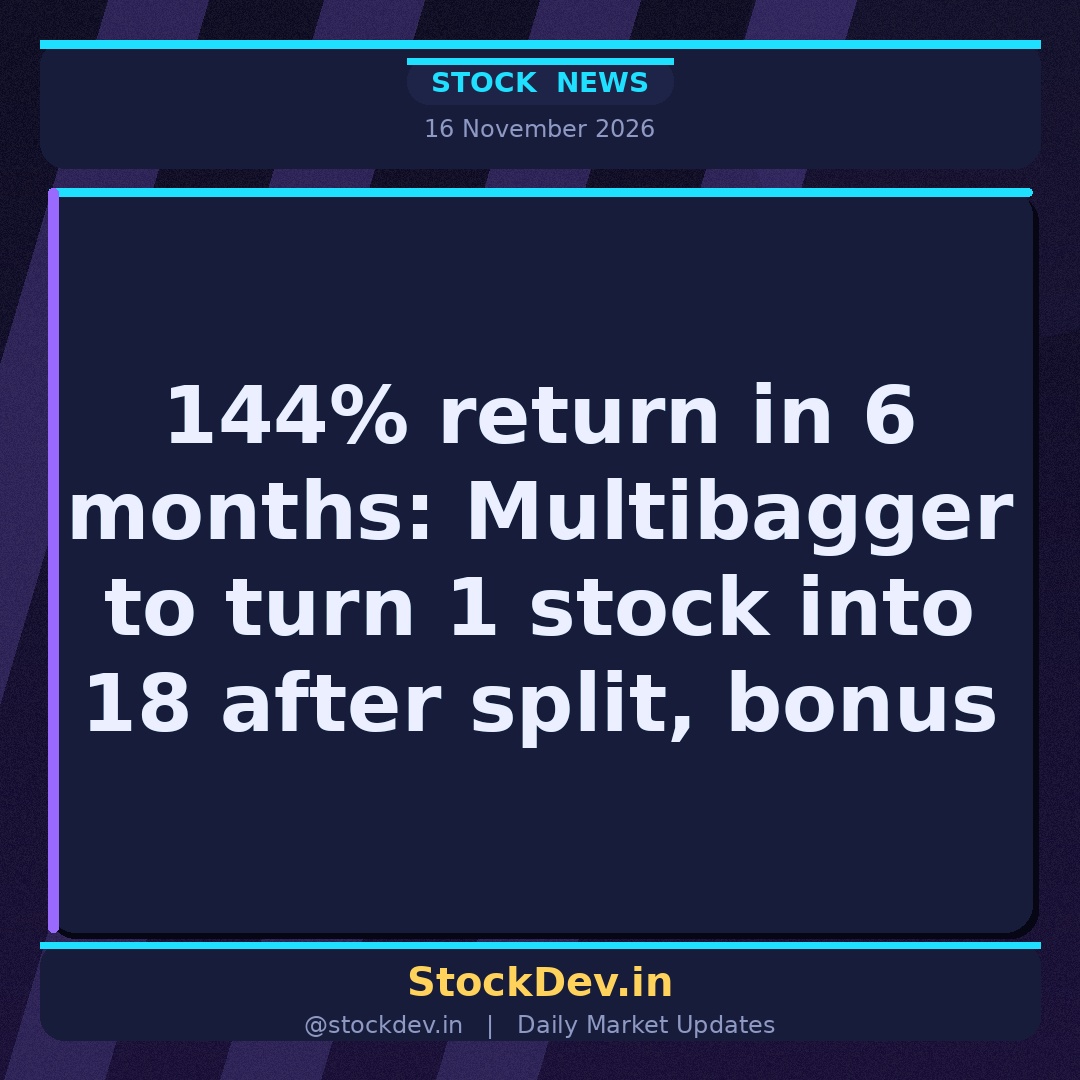 STOCK NEWS
16 November 2026
144% return in 6
months: Multibagger
to turn 1 stock into
18 after split, bonus
StockDev.in
@stockdev.in | Daily Market Updates